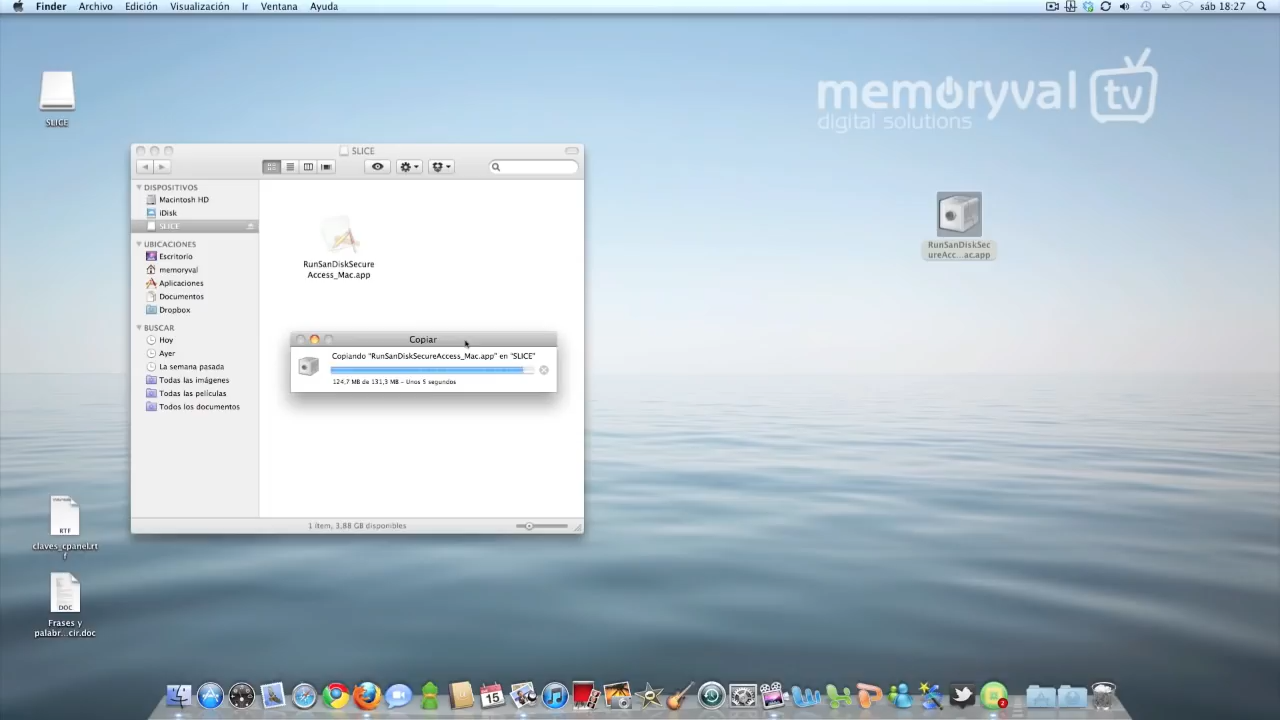 Finder Archivo Edición Visualización Ir Ventana Ayuda
sáb 18:27
memoryval tv
digital solutions
SLICE
SLICE
DISPOSITIVOS
Macintosh HD
iDisk
SLICE
UBICACIONES
Escritorio
memoryval
Aplicaciones
Documentos
Dropbox
BUSCAR
Hoy
Ayer
La semana pasada
Todas las imágenes
Todas las películas
Todos los documentos
RunSanDiskSecure
Access_Mac.app
Copiar
Copiando "RunSanDiskSecureAccess_Mac.app" en "SLICE"
124,7 MB de 131,3 MB – Unos 5 segundos
1 ítem, 3,88 GB disponibles
RunSanDiskSec
ureAcc...ac.app
RTF
claves_cpanel.rt
f
DOC
Frases y
palabr...cir.doc
15
2